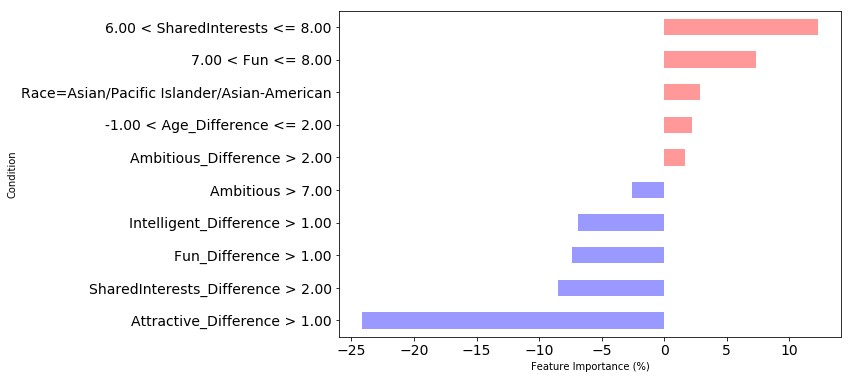 6.00 < SharedInterests <= 8.00
7.00 < Fun <= 8.00
Race=Asian/Pacific Islander/Asian-American
-1.00 < Age_Difference <= 2.00
Ambitious_Difference > 2.00
Ambitious > 7.00
Intelligent_Difference > 1.00
Fun_Difference > 1.00
SharedInterests_Difference > 2.00
Attractive_Difference > 1.00
Condition
−25 −20 −15 −10 −5 0 5 10
Feature Importance (%)